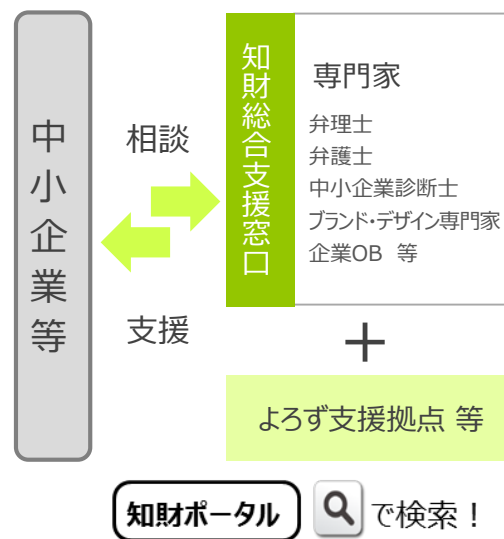 中小企業等
相談
支援
知財総合支援窓口
専門家
弁理士
弁護士
中小企業診断士
ブランド・デザイン専門家
企業OB 等
＋
よろず支援拠点 等
知財ポータル で検索！